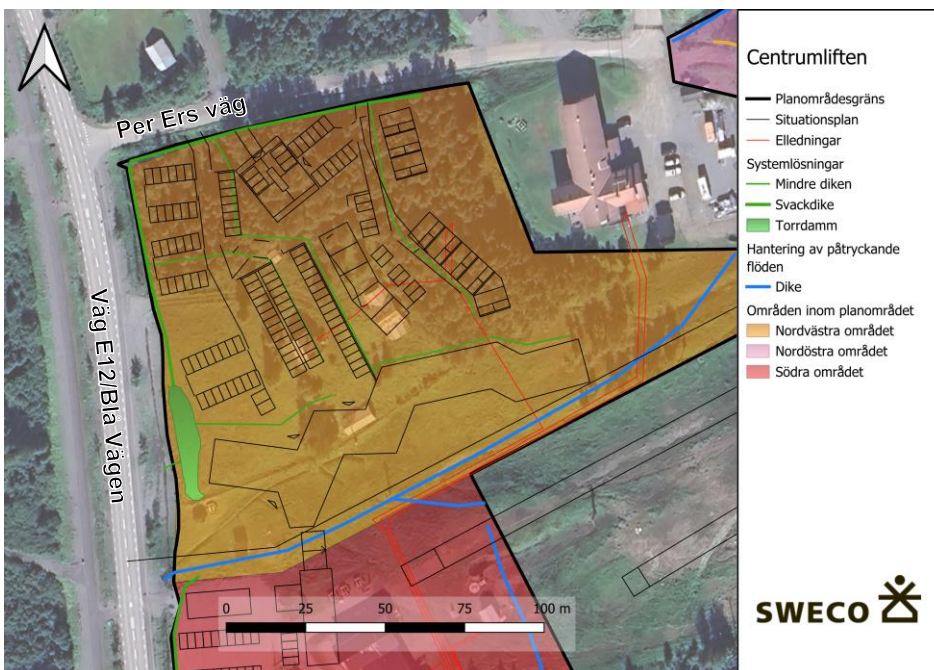 Per Ers väg
Väg E12/Blå Vägen
0 25 50 75 100 m
Centrumliften
Planområdesgräns
Situationsplan
Elledningar
Systemlösningar
Mindre diken
Svackdike
Torrdamm
Hantering av påtryckande
flöden
Dike
Områden inom planområdet
Nordvästra området
Nordöstra området
Södra området
SWECO